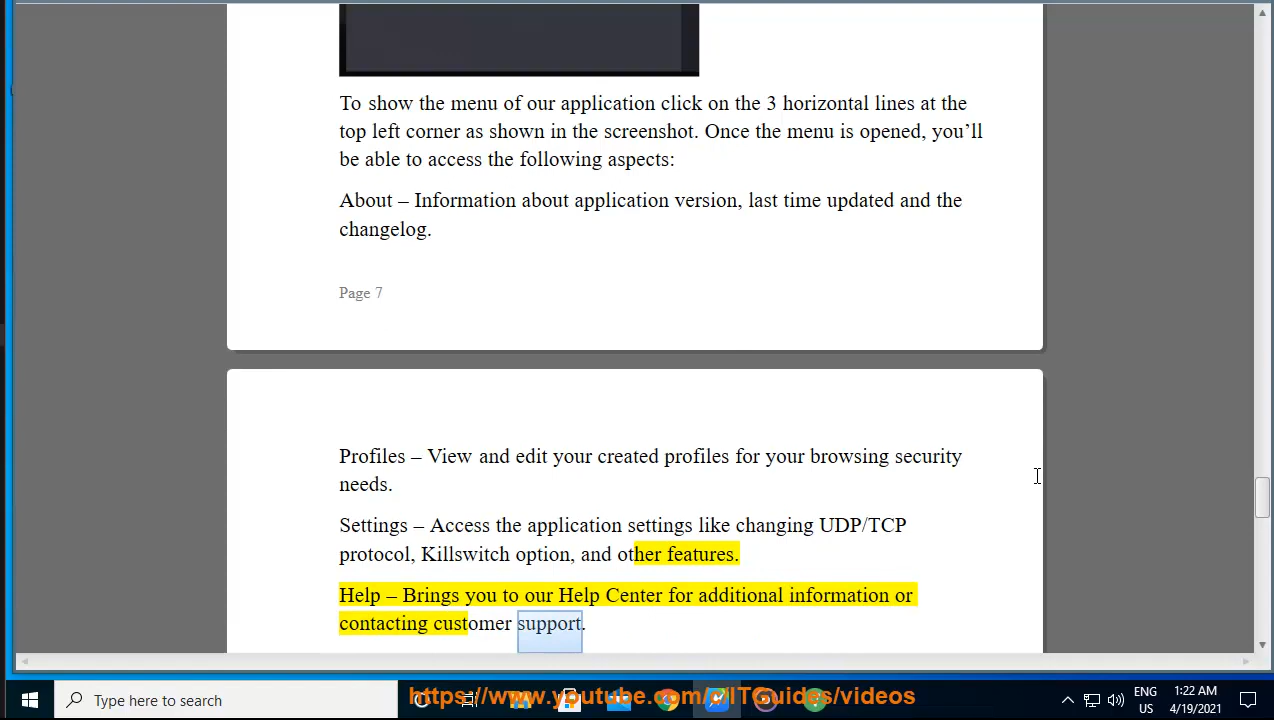 To show the menu of our application click on the 3 horizontal lines at the
top left corner as shown in the screenshot. Once the menu is opened, you’ll
be able to access the following aspects:
About – Information about application version, last time updated and the
changelog.
Page 7
Profiles – View and edit your created profiles for your browsing security
needs.
Settings – Access the application settings like changing UDP/TCP
protocol, Killswitch option, and other features.
Help – Brings you to our Help Center for additional information or
contacting customer support.
Type here to search
https://www.youtube.com/c/ITGuides/videos
ENG
US
1:22 AM
4/19/2021